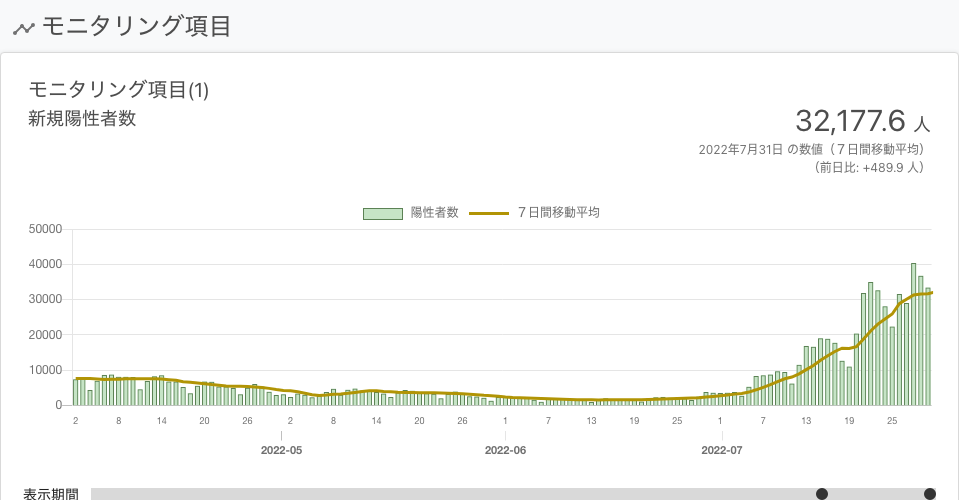 モニタリング項目
モニタリング項目(1)
新規陽性者数
32,177.6 人
2022年7月31日 の数値（７日間移動平均）
（前日比: +489.9 人）
陽性者数 ７日間移動平均
50000
40000
30000
20000
10000
0
2 8 14 20 26 2 8 14 20 26 1 7 13 19 25 1 7 13 19 25
2022-05 2022-06 2022-07
表示期間